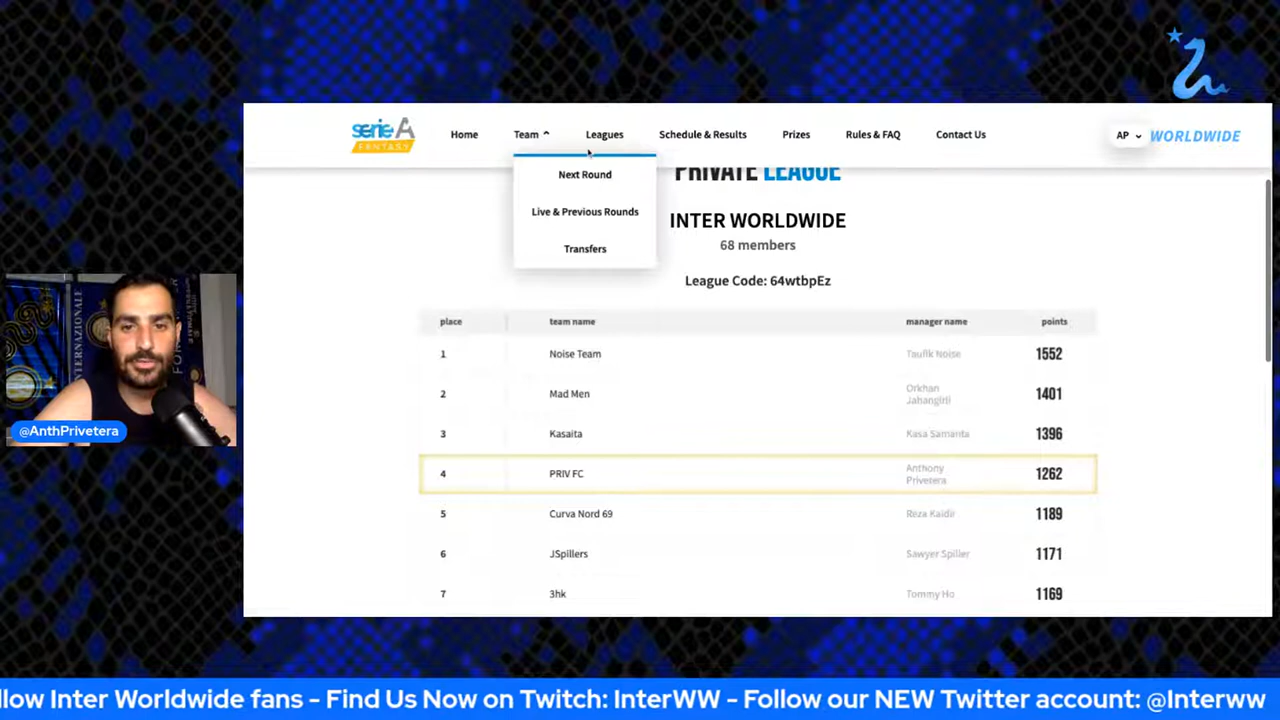 serie A
FANTASY
Home
Team
Leagues
Schedule & Results
Prizes
Rules & FAQ
Contact Us
AP
WORLDWIDE
Next Round
Live & Previous Rounds
Transfers
PRIVATE LEAGUE
INTER WORLDWIDE
68 members
League Code: 64wtbpEz
place team name manager name points
1 Noise Team Taufik Noise 1552
2 Mad Men Orkhan Jahangirli 1401
3 Kasaita Kasa Samanta 1396
4 PRIV FC Anthony Privetera 1262
5 Curva Nord 69 Reza Kaidir 1189
6 JSpillers Sawyer Spiller 1171
7 3hk Tommy Ho 1169
INTERNAZIONALE
@AnthPrivetera
llow Inter Worldwide fans - Find Us Now on Twitch: InterWW - Follow our NEW Twitter account: @Interww